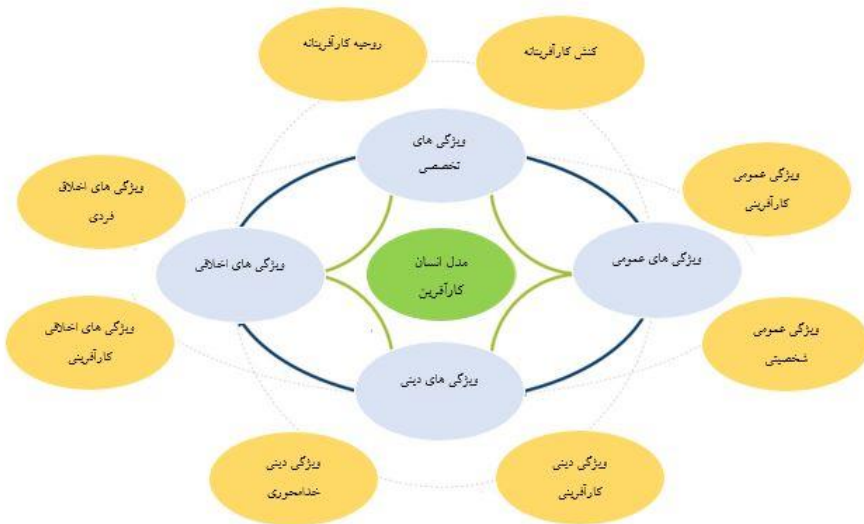 روحیه کارآفرینانه
کنش کارآفرینانه
ویژگی های
تخصصی
ویژگی های اخلاقی
فردی
ویژگی عمومی
کارآفرینی
ویژگی های اخلاقی
مدل انسان
کارآفرین
ویژگی های عمومی
ویژگی های اخلاقی
کارآفرینی
ویژگی عمومی
شخصیتی
ویژگی های دینی
ویژگی دینی
خدامحوری
ویژگی دینی
کارآفرینی